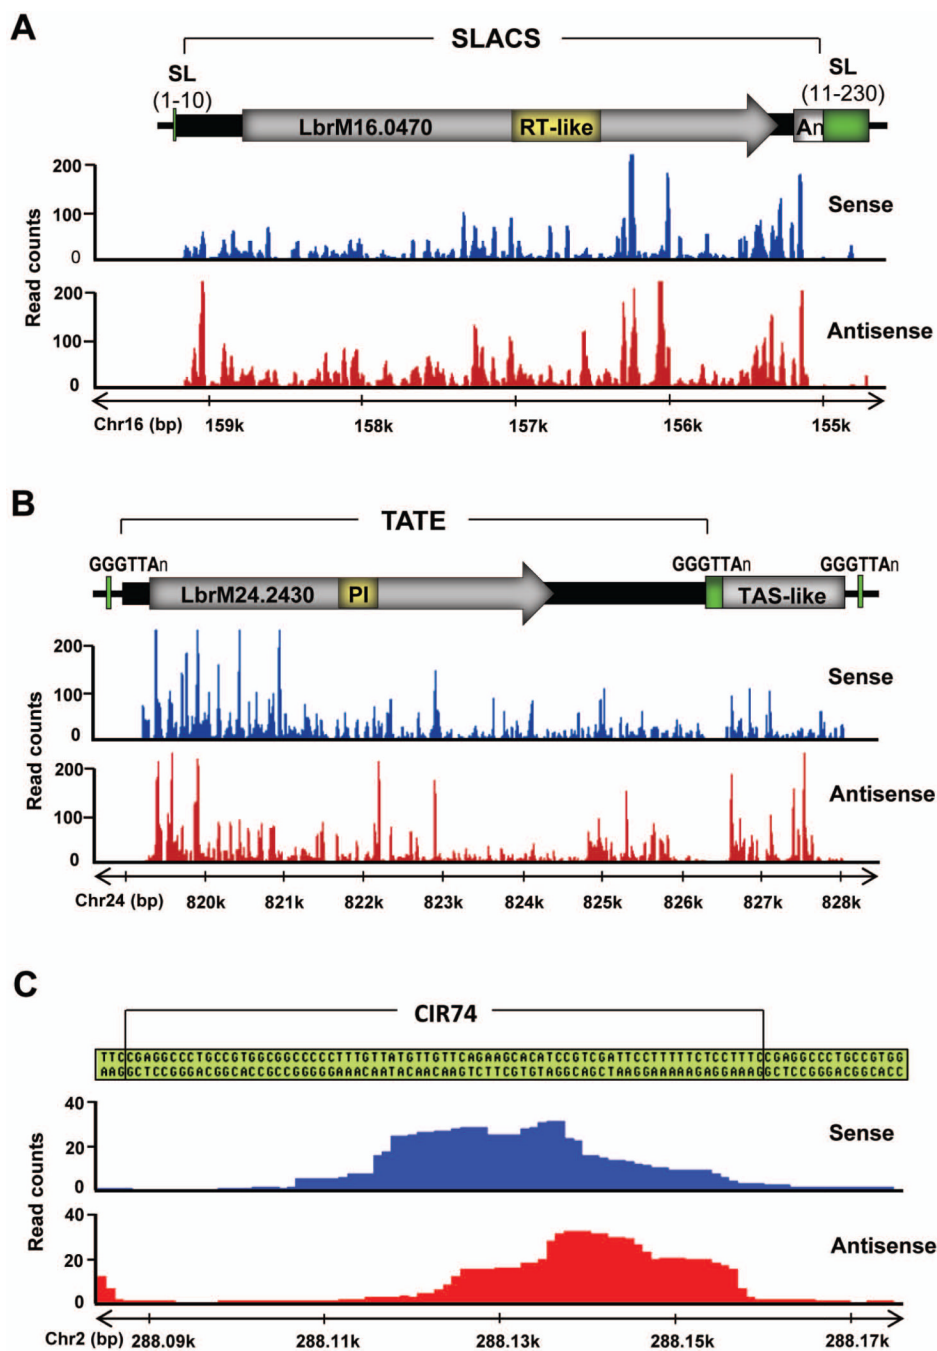 A
SLACS
SL
(1-10)
SL
(11-230)
LbrM16.0470
RT-like
An
Read counts
200
100
0
Sense
200
100
0
Antisense
Chr16 (bp)
159k
158k
157k
156k
155k
B
TATE
GGGTTAn
GGGTTAn
GGGTTAn
LbrM24.2430
PI
TAS-like
Read counts
200
100
0
Sense
200
100
0
Antisense
Chr24 (bp)
820k
821k
822k
823k
824k
825k
826k
827k
828k
C
CIR74
TTCCGAGGCCCTGCCGTGGCGGCCCCCTTTGTTATGTTGTTCAGAAGCACATCCGTCGATTCCTTTTTCTCCTTTCCGAGGCCCTGCCGTGG
AAGGCTCCGGGACGGCACCGCCGGGGGAAACAATACAACAAGTCTTCGTGTAGGCAGCTAAGGAAAAAGAGGAAAGGCTCCGGGACGGCACC
Read counts
40
20
0
Sense
40
20
0
Antisense
Chr2 (bp)
288.09k
288.11k
288.13k
288.15k
288.17k